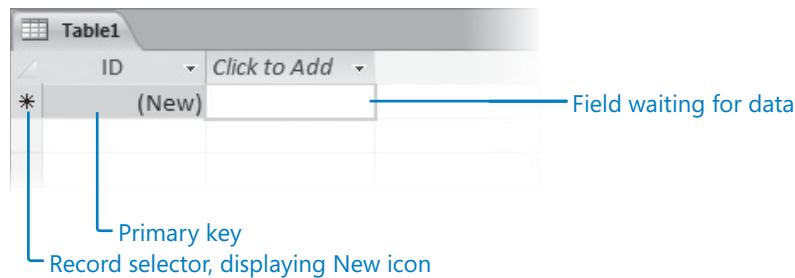 Table1
ID Click to Add
* (New)
Field waiting for data
Primary key
Record selector, displaying New icon